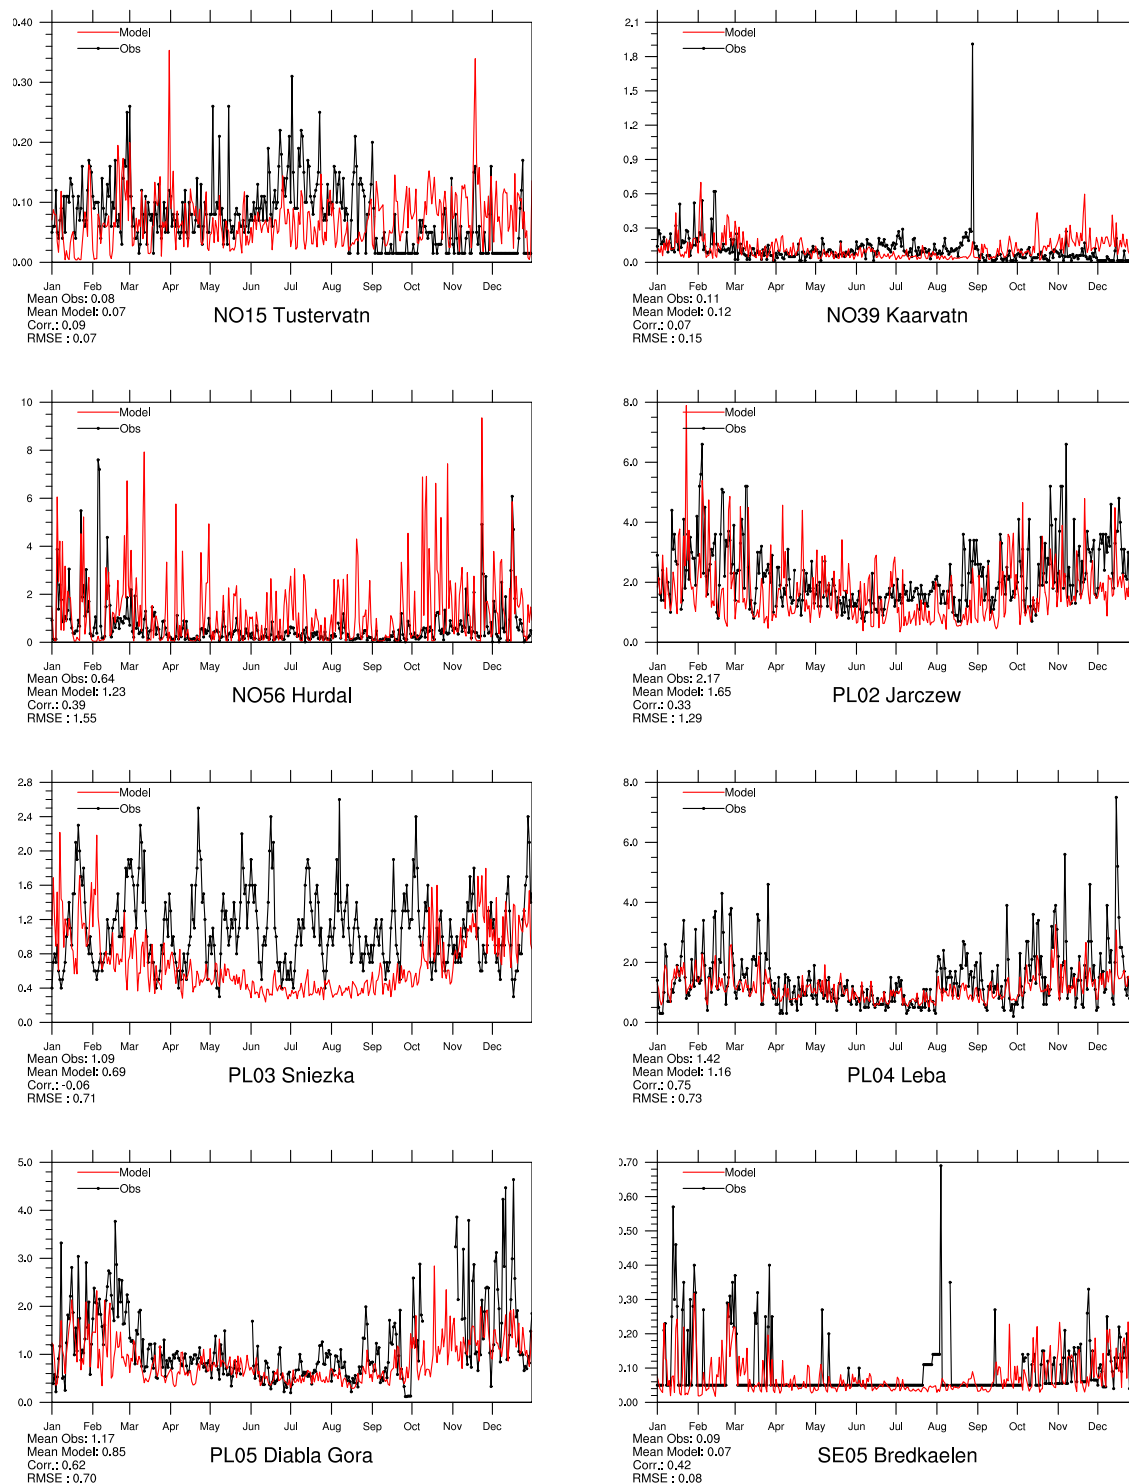 0.40
0.30
0.20
0.10
0.00
Model
Obs
Jan Feb Mar Apr May Jun Jul Aug Sep Oct Nov Dec
Mean Obs: 0.08
Mean Model: 0.07
Corr.: 0.09
RMSE : 0.07
NO15 Tustervatn
2.1
1.8
1.5
1.2
0.9
0.6
0.3
0.0
Model
Obs
Jan Feb Mar Apr May Jun Jul Aug Sep Oct Nov Dec
Mean Obs: 0.11
Mean Model: 0.12
Corr.: 0.07
RMSE : 0.15
NO39 Kaarvatn
10
8
6
4
2
0
Model
Obs
Jan Feb Mar Apr May Jun Jul Aug Sep Oct Nov Dec
Mean Obs: 0.64
Mean Model: 1.23
Corr.: 0.39
RMSE : 1.55
NO56 Hurdal
8.0
6.0
4.0
2.0
0.0
Model
Obs
Jan Feb Mar Apr May Jun Jul Aug Sep Oct Nov Dec
Mean Obs: 2.17
Mean Model: 1.65
Corr.: 0.33
RMSE : 1.29
PL02 Jarczew
2.8
2.4
2.0
1.6
1.2
0.8
0.4
0.0
Model
Obs
Jan Feb Mar Apr May Jun Jul Aug Sep Oct Nov Dec
Mean Obs: 1.09
Mean Model: 0.69
Corr.: -0.06
RMSE : 0.71
PL03 Sniezka
8.0
6.0
4.0
2.0
0.0
Model
Obs
Jan Feb Mar Apr May Jun Jul Aug Sep Oct Nov Dec
Mean Obs: 1.42
Mean Model: 1.16
Corr.: 0.75
RMSE : 0.73
PL04 Leba
5.0
4.0
3.0
2.0
1.0
0.0
Model
Obs
Jan Feb Mar Apr May Jun Jul Aug Sep Oct Nov Dec
Mean Obs: 1.17
Mean Model: 0.85
Corr.: 0.62
RMSE : 0.70
PL05 Diabla Gora
0.70
0.60
0.50
0.40
0.30
0.20
0.10
0.00
Model
Obs
Jan Feb Mar Apr May Jun Jul Aug Sep Oct Nov Dec
Mean Obs: 0.09
Mean Model: 0.07
Corr.: 0.42
RMSE : 0.08
SE05 Bredkaelen